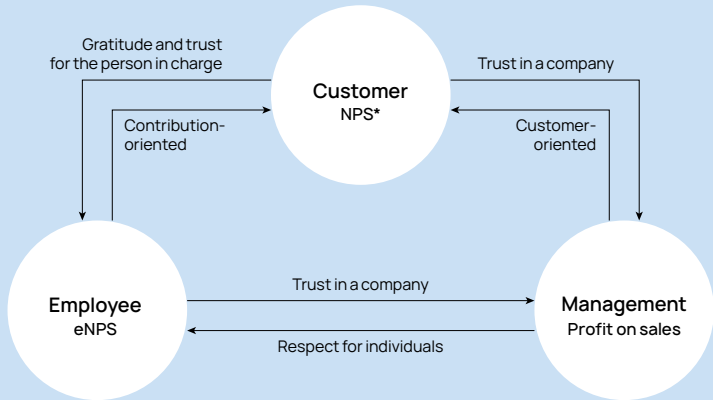 Gratitude and trust
for the person in charge
Customer
NPS*
Trust in a company
Contribution-
oriented
Customer-
oriented
Employee
eNPS
Trust in a company
Respect for individuals
Management
Profit on sales